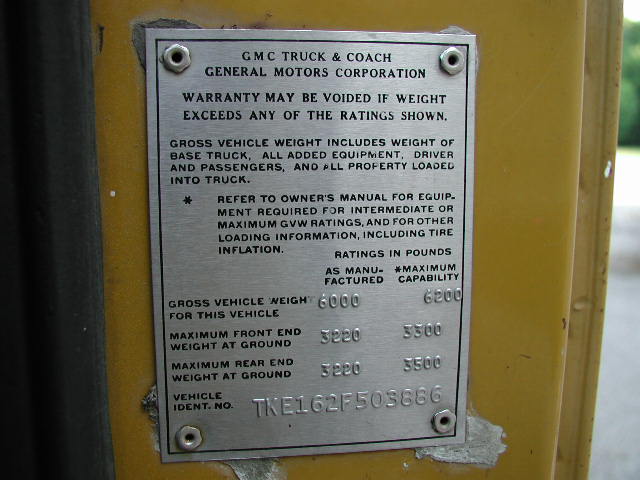 GMC TRUCK & COACH
GENERAL MOTORS CORPORATION
WARRANTY MAY BE VOIDED IF WEIGHT
EXCEEDS ANY OF THE RATINGS SHOWN.
GROSS VEHICLE WEIGHT INCLUDES WEIGHT OF
BASE TRUCK, ALL ADDED EQUIPMENT, DRIVER
AND PASSENGERS, AND ALL PROPERTY LOADED
INTO TRUCK.
* REFER TO OWNER'S MANUAL FOR EQUIP-
MENT REQUIRED FOR INTERMEDIATE OR
MAXIMUM GVW RATINGS, AND FOR OTHER
LOADING INFORMATION, INCLUDING TIRE
INFLATION.
RATINGS IN POUNDS
AS MANU- *MAXIMUM
FACTURED CAPABILITY
GROSS VEHICLE WEIGHT 6000 6200
FOR THIS VEHICLE
MAXIMUM FRONT END 3220 3300
WEIGHT AT GROUND
MAXIMUM REAR END 3220 3500
WEIGHT AT GROUND
VEHICLE
IDENT. NO. TKE162F503886